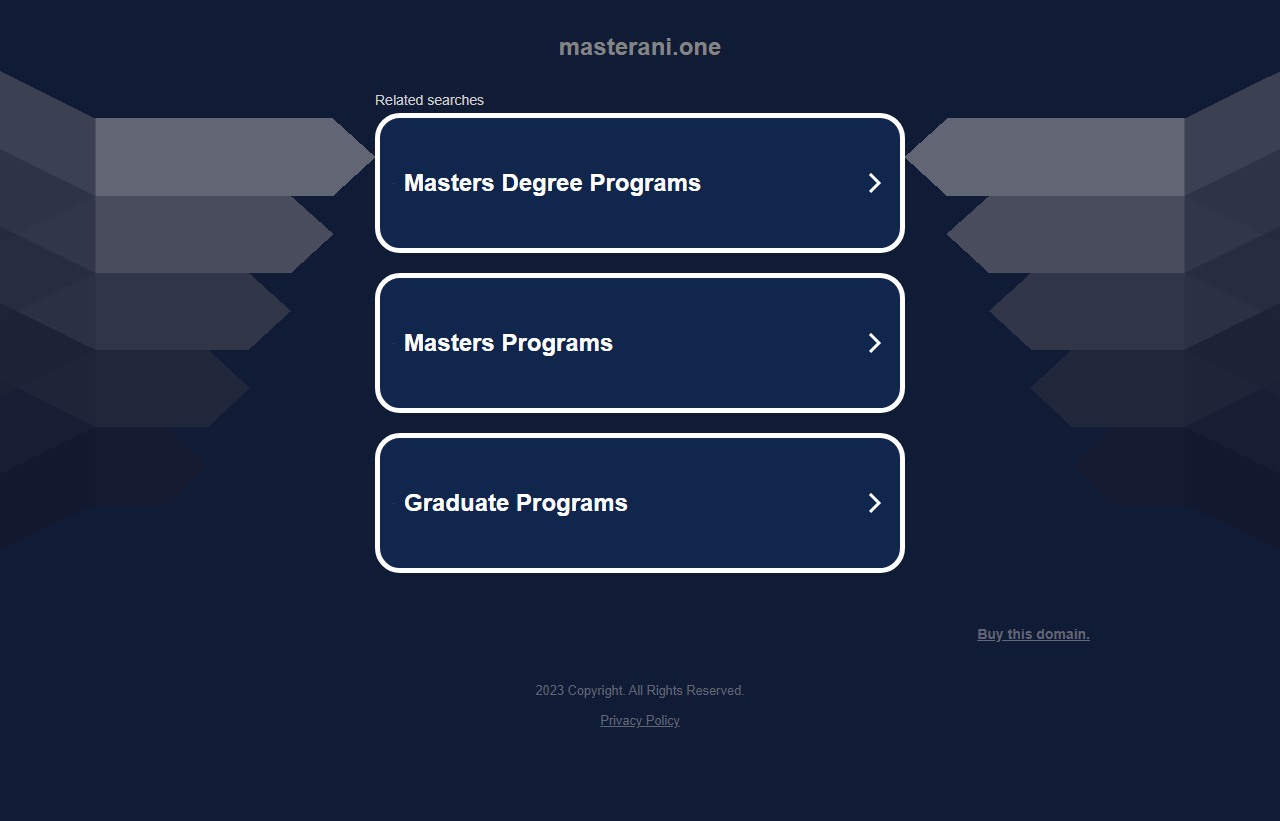 masterani.one
Related searches
Masters Degree Programs
Masters Programs
Graduate Programs
Buy this domain.
2023 Copyright. All Rights Reserved.
Privacy Policy